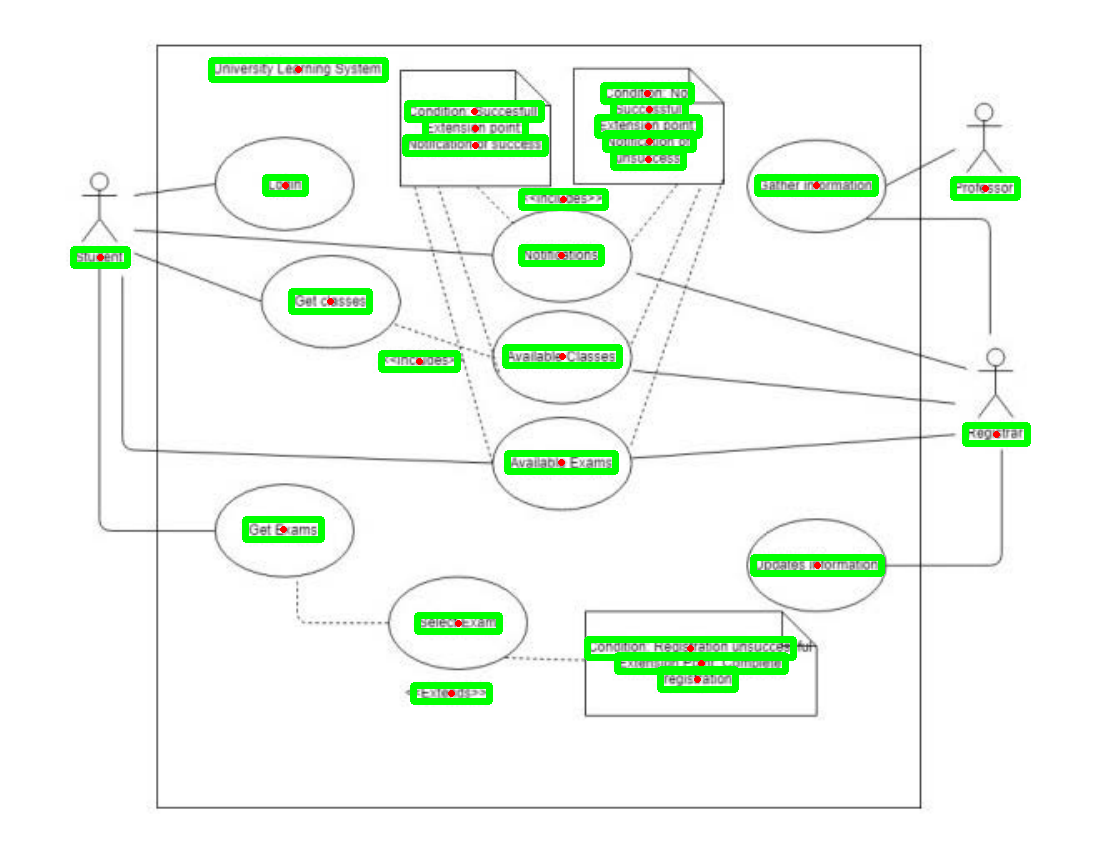 University Learning System
Condition: Succesfull
Extension point:
Notification of success
Condition: Not
Successfull
Extension point:
Notification of
unsuccess
Login
Gather Information
Professor
<<Includes>>
Student
Notifications
Get classes
<<Includes>
Available Classes
Registrar
Available Exams
Get Exams
Updates Information
Select Exam
Condition: Registration unsuccessful
Extension Point: Complete
registration
<<Extends>>